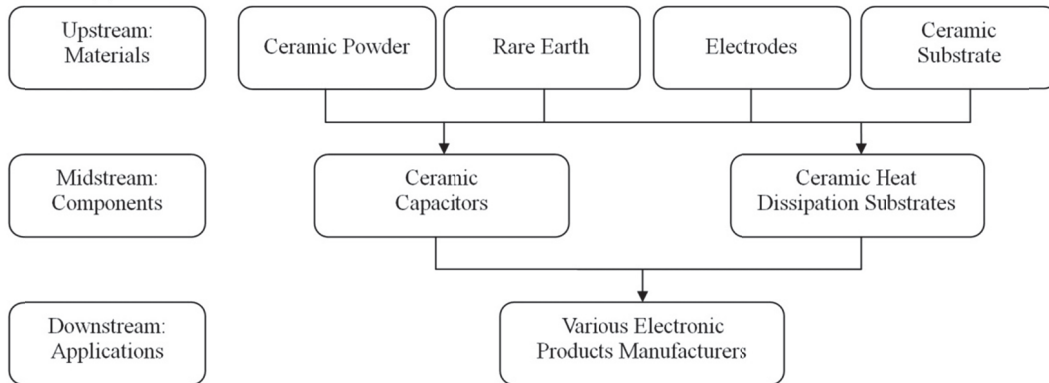 Upstream:
Materials
Ceramic Powder
Rare Earth
Electrodes
Ceramic
Substrate
Midstream:
Components
Ceramic
Capacitors
Ceramic Heat
Dissipation Substrates
Downstream:
Applications
Various Electronic
Products Manufacturers